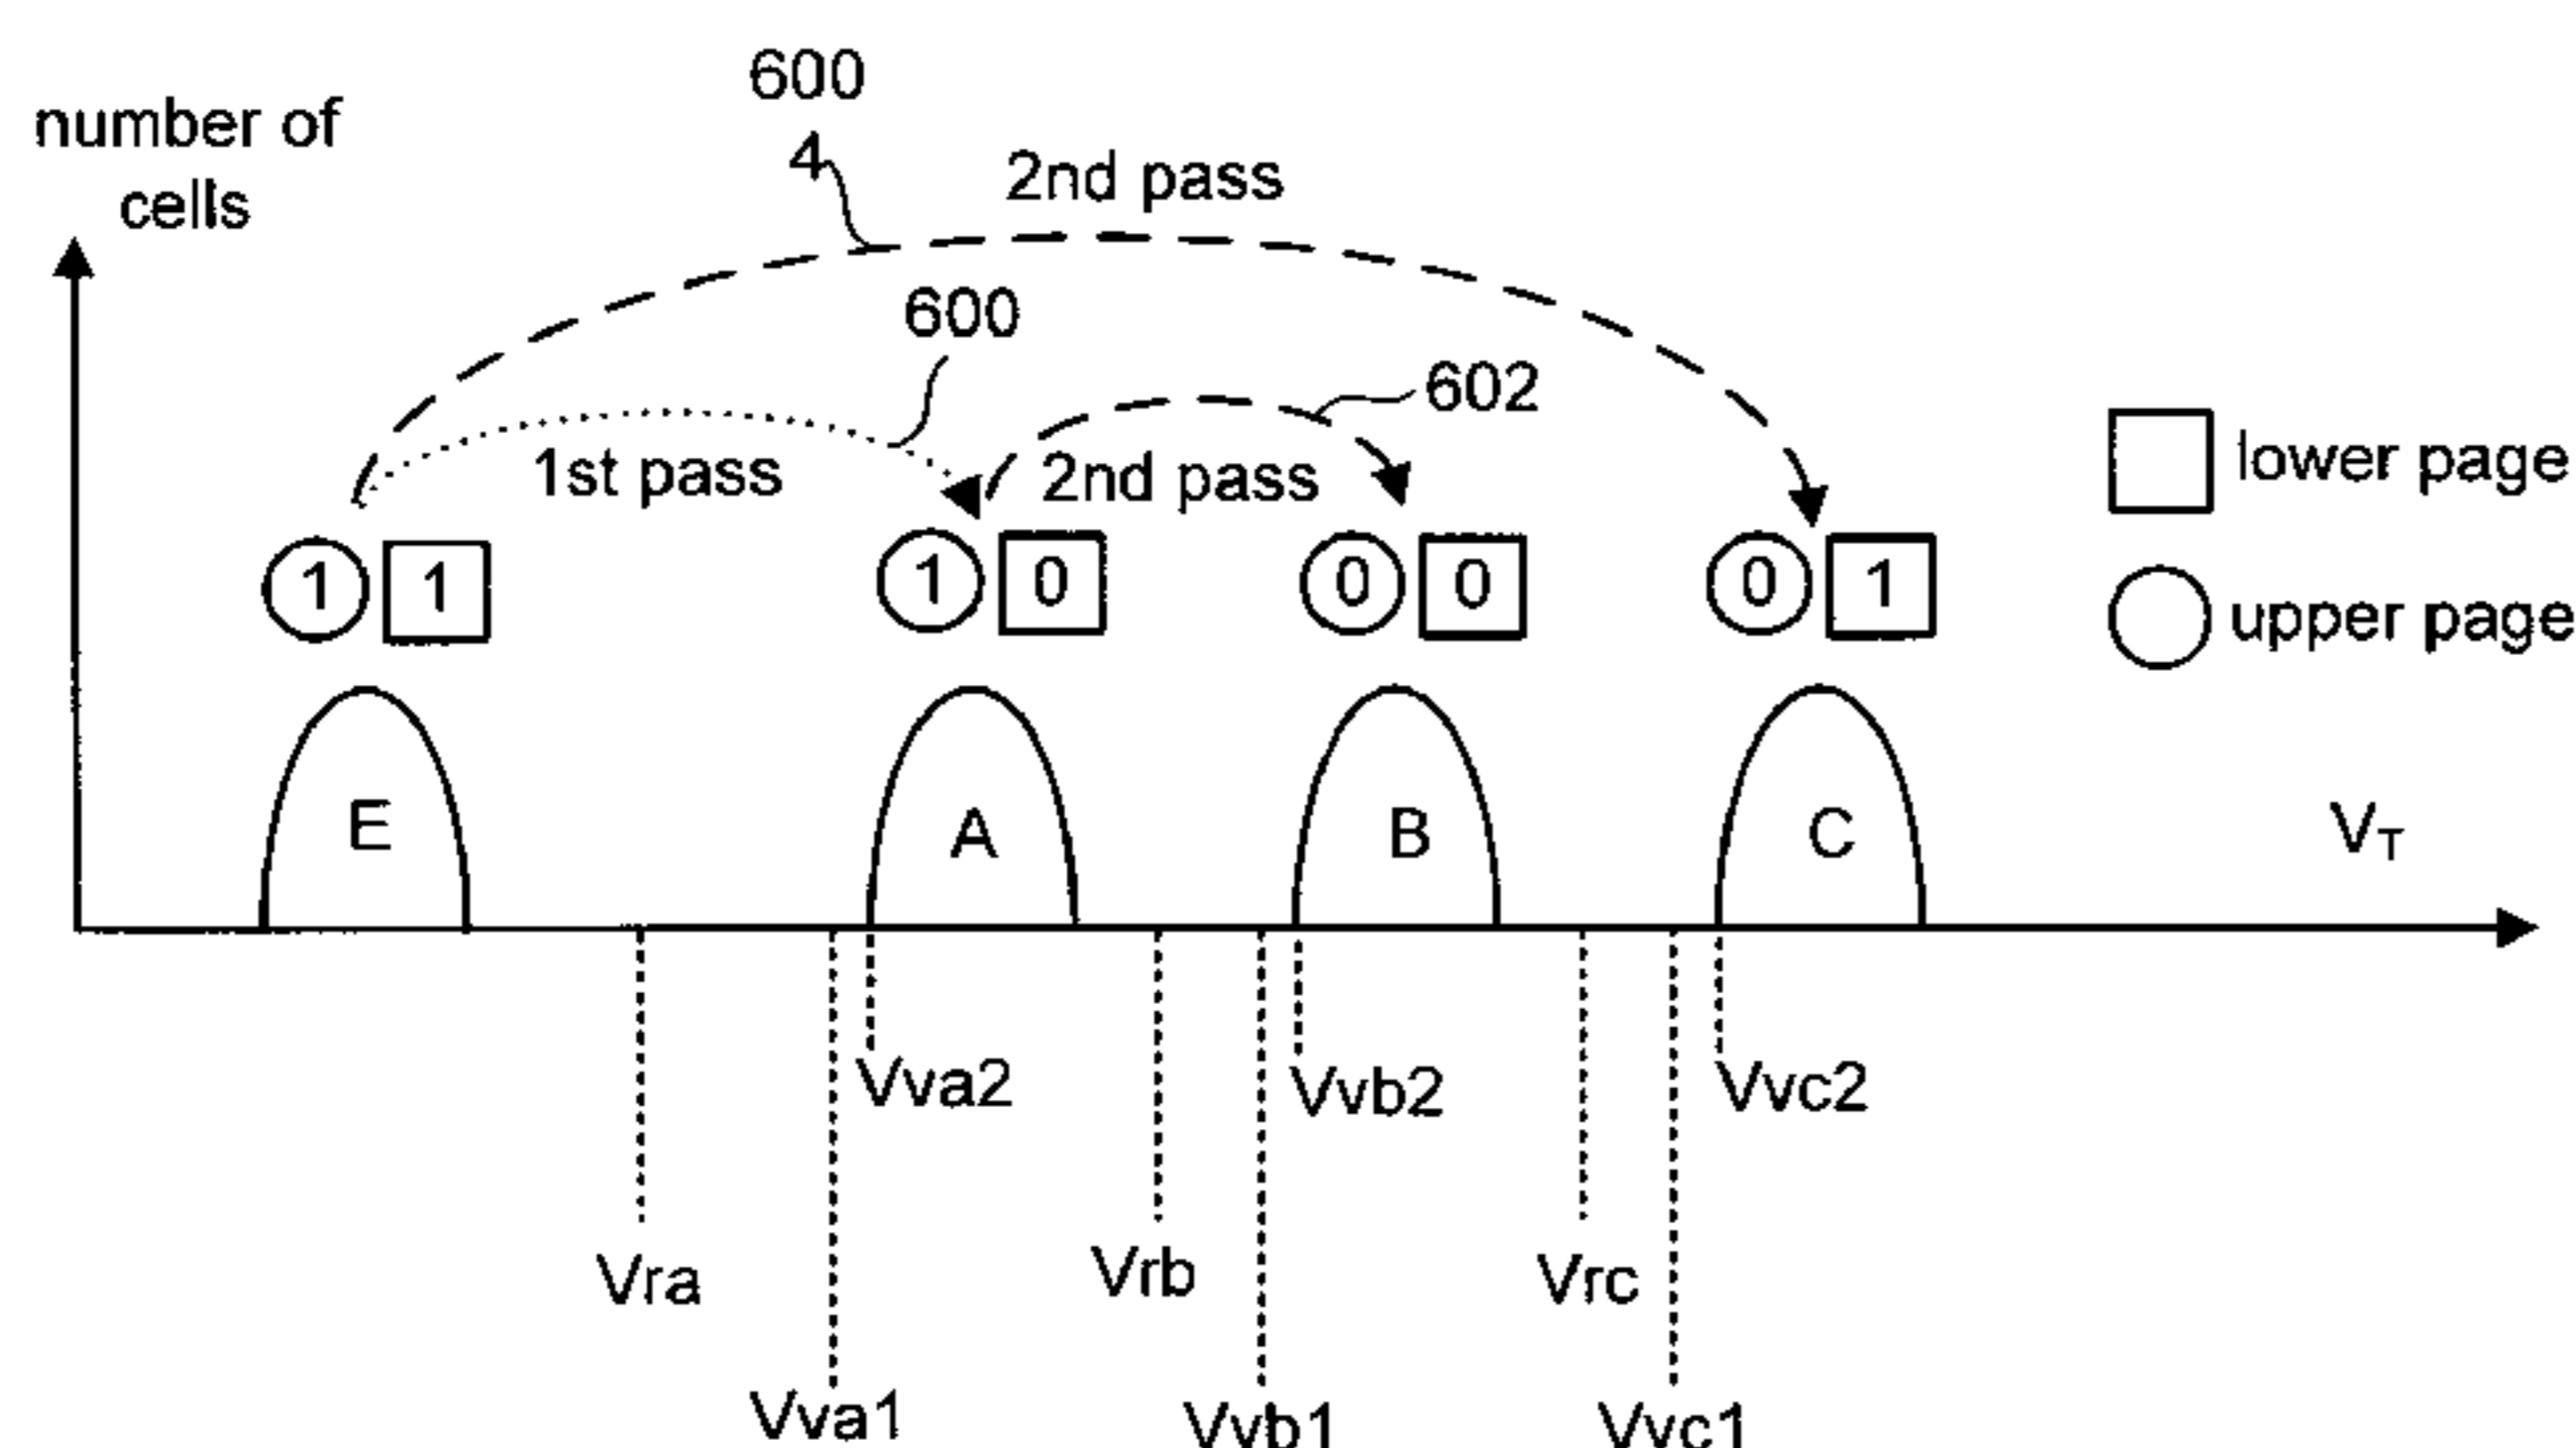 600
number of
cells
4
2nd pass
600
602
1st pass
2nd pass
lower page
1 1
1 0
0 0
0 1
upper page
E
A
B
C
VT
Vva2
Vvb2
Vvc2
Vra
Vrb
Vrc
Vva1
Vvb1
Vvc1